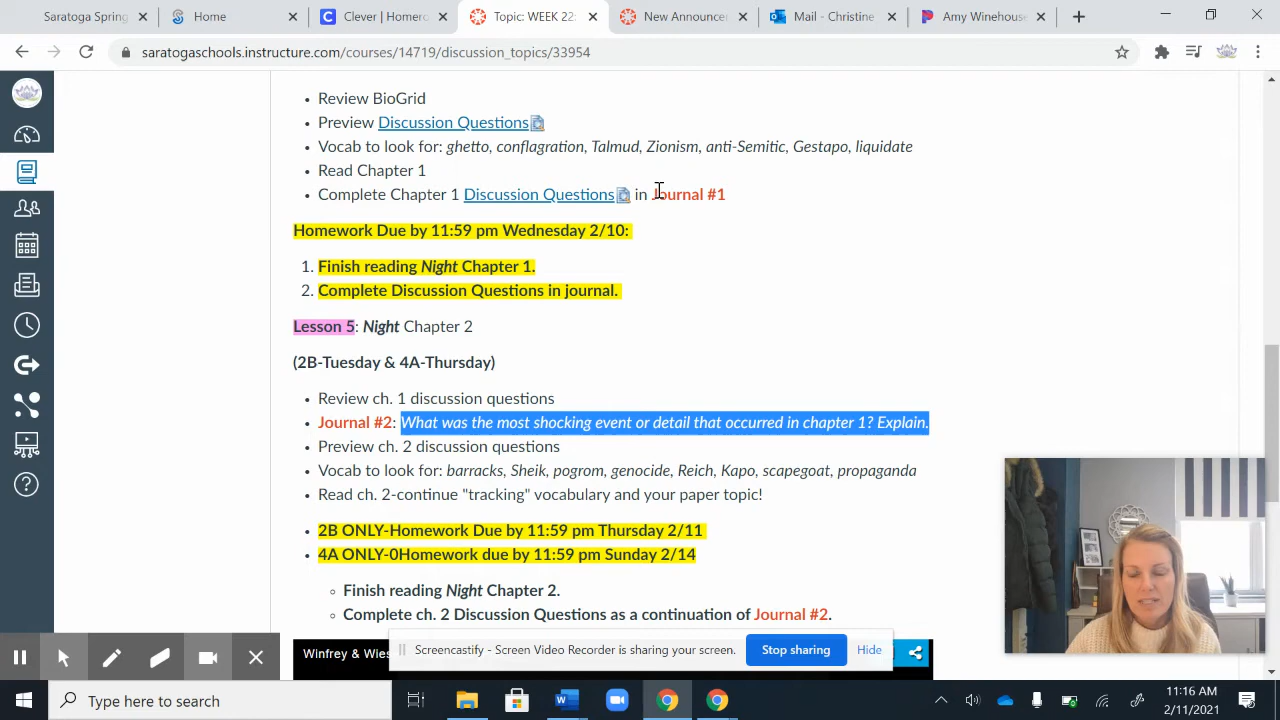 Saratoga Spring
Home
Clever | Homero
Topic: WEEK 22:
New Announcer
Mail - Christine
Amy Winehouse
saratogaschools.instructure.com/courses/14719/discussion_topics/33954
Review BioGrid
Preview Discussion Questions
Vocab to look for: ghetto, conflagration, Talmud, Zionism, anti-Semitic, Gestapo, liquidate
Read Chapter 1
Complete Chapter 1 Discussion Questions in Journal #1
Homework Due by 11:59 pm Wednesday 2/10:
1. Finish reading Night Chapter 1.
2. Complete Discussion Questions in journal.
Lesson 5: Night Chapter 2
(2B-Tuesday & 4A-Thursday)
Review ch. 1 discussion questions
Journal #2: What was the most shocking event or detail that occurred in chapter 1? Explain.
Preview ch. 2 discussion questions
Vocab to look for: barracks, Sheik, pogrom, genocide, Reich, Kapo, scapegoat, propaganda
Read ch. 2-continue "tracking" vocabulary and your paper topic!
2B ONLY-Homework Due by 11:59 pm Thursday 2/11
4A ONLY-0Homework due by 11:59 pm Sunday 2/14
Finish reading Night Chapter 2.
Complete ch. 2 Discussion Questions as a continuation of Journal #2.
Winfrey & Wies
Screencastify - Screen Video Recorder is sharing your screen.
Stop sharing
Hide
Type here to search
11:16 AM
2/11/2021